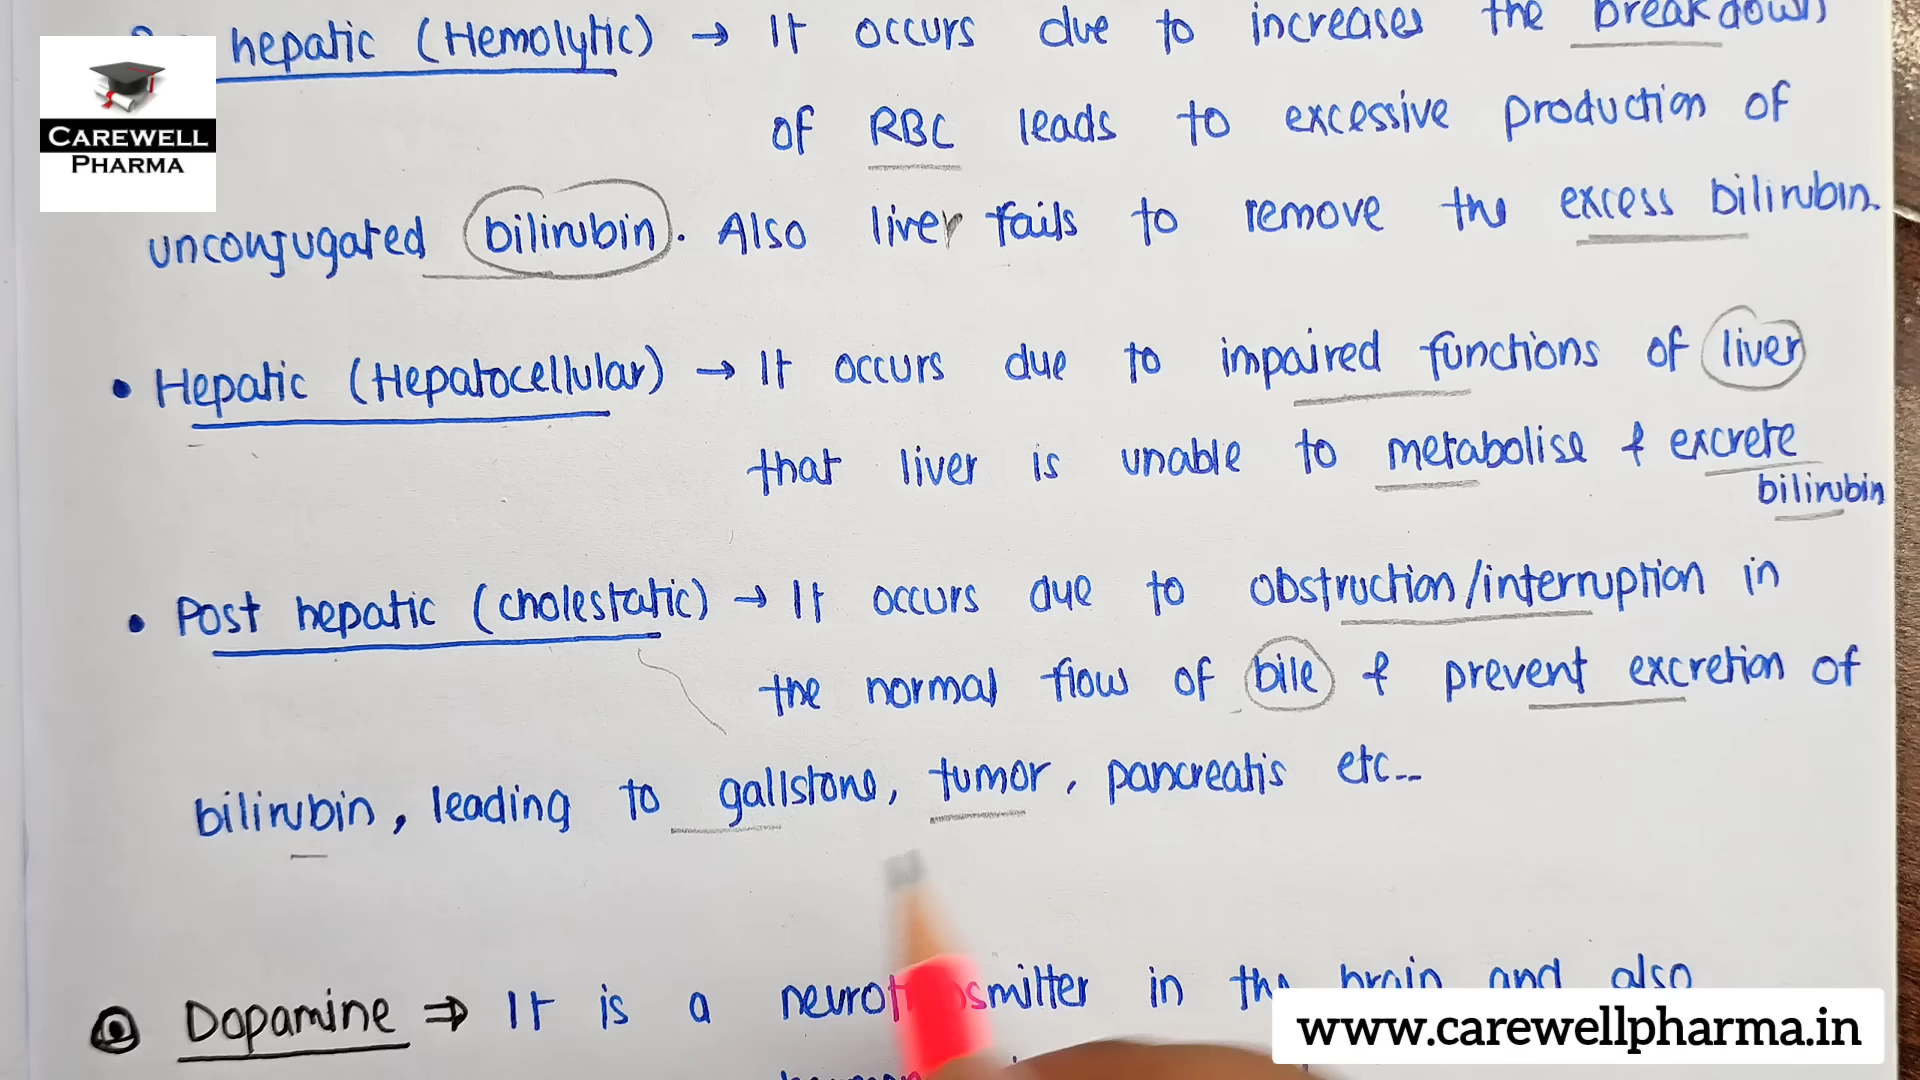 hepatic (Hemolytic) → It occurs due to increases the breakdown
CAREWELL
PHARMA
of RBC leads to excessive production of
unconjugated bilirubin. Also liver fails to remove the excess bilirubin.
• Hepatic (Hepatocellular) → It occurs due to impaired functions of liver
that liver is unable to metabolise & excrete
bilirubin
• Post hepatic (cholestatic) → It occurs due to obstruction/interruption in
the normal flow of bile & prevent excretion of
bilirubin, leading to gallstone, tumor, pancreatis etc--
Dopamine ⇒ It is a neurotransmitter in the brain and also
www.carewellpharma.in